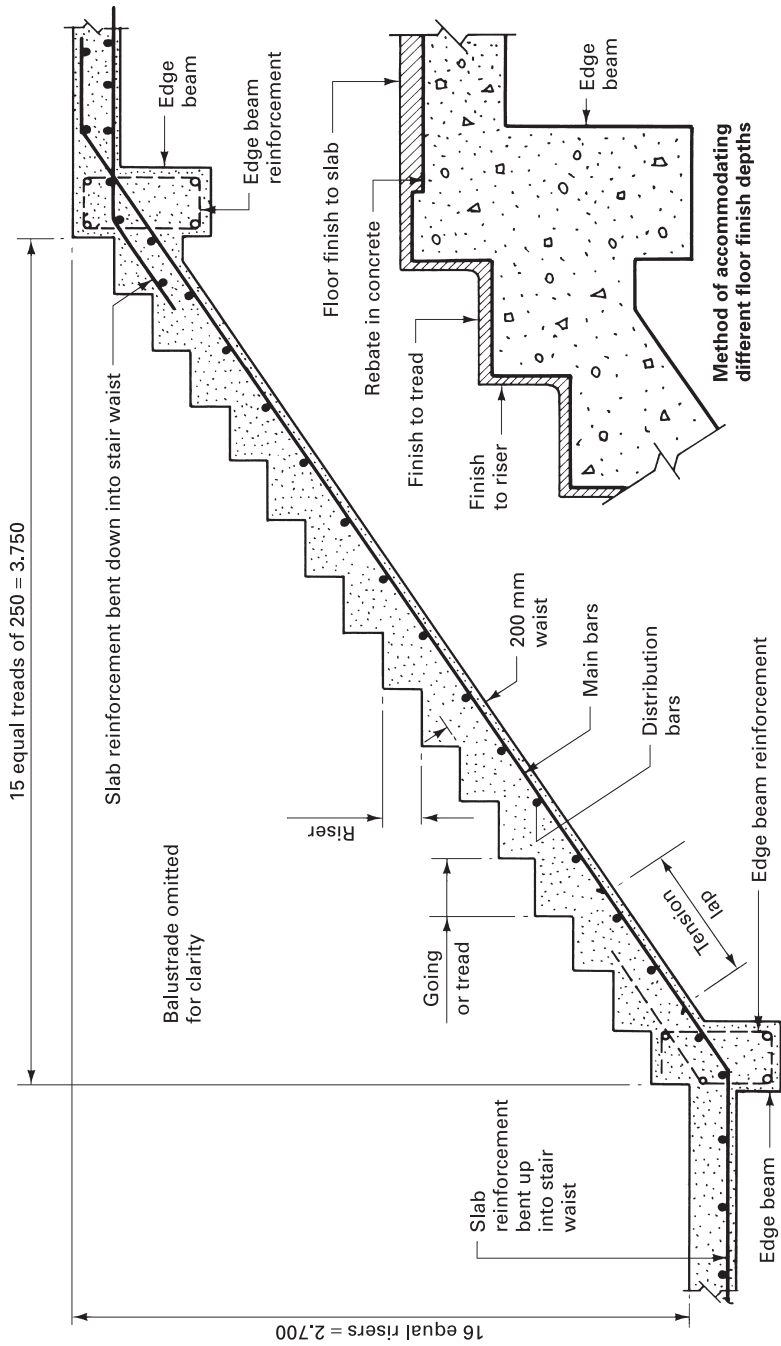 15 equal treads of 250 = 3.750
Slab reinforcement bent down into stair waist
Balustrade omitted
for clarity
Edge
beam
Edge beam
reinforcement
Riser
Going
or tread
200 mm
waist
Main bars
Distribution
bars
Tension
lap
Edge beam reinforcement
Slab
reinforcement
bent up
into stair
waist
Edge beam
16 equal risers = 2.700
Floor finish to slab
Rebate in concrete
Finish to tread
Finish
to riser
Edge
beam
Method of accommodating
different floor finish depths